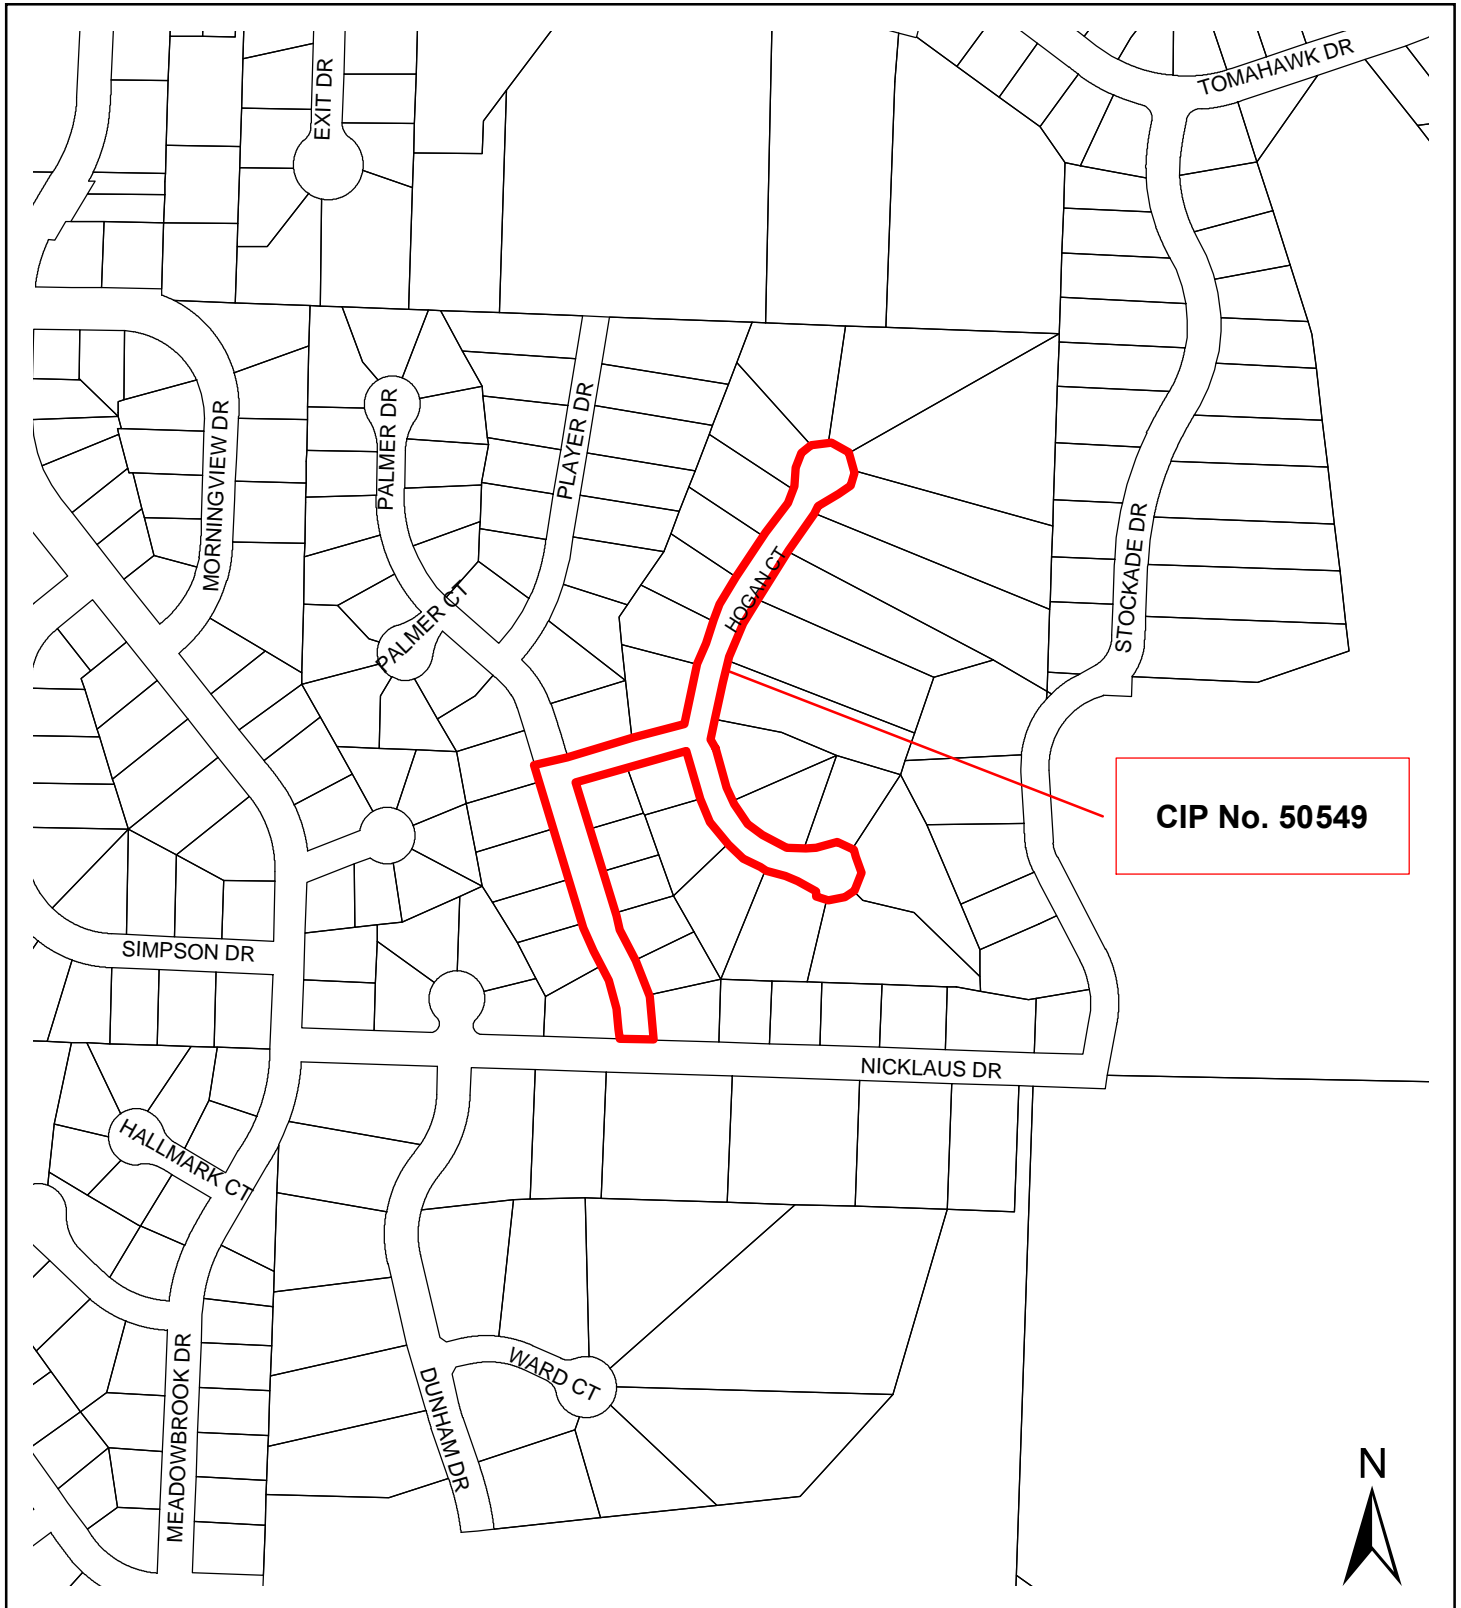 TOMAHAWK DR
EXIT DR
PALMER DR
PLAYER DR
MORNINGVIEW DR
STOCKADE DR
HOGAN CT
PALMER CT
CIP No. 50549
SIMPSON DR
NICKLAUS DR
HALLMARK CT
WARD CT
DUNHAM DR
MEADOWBROOK DR
N